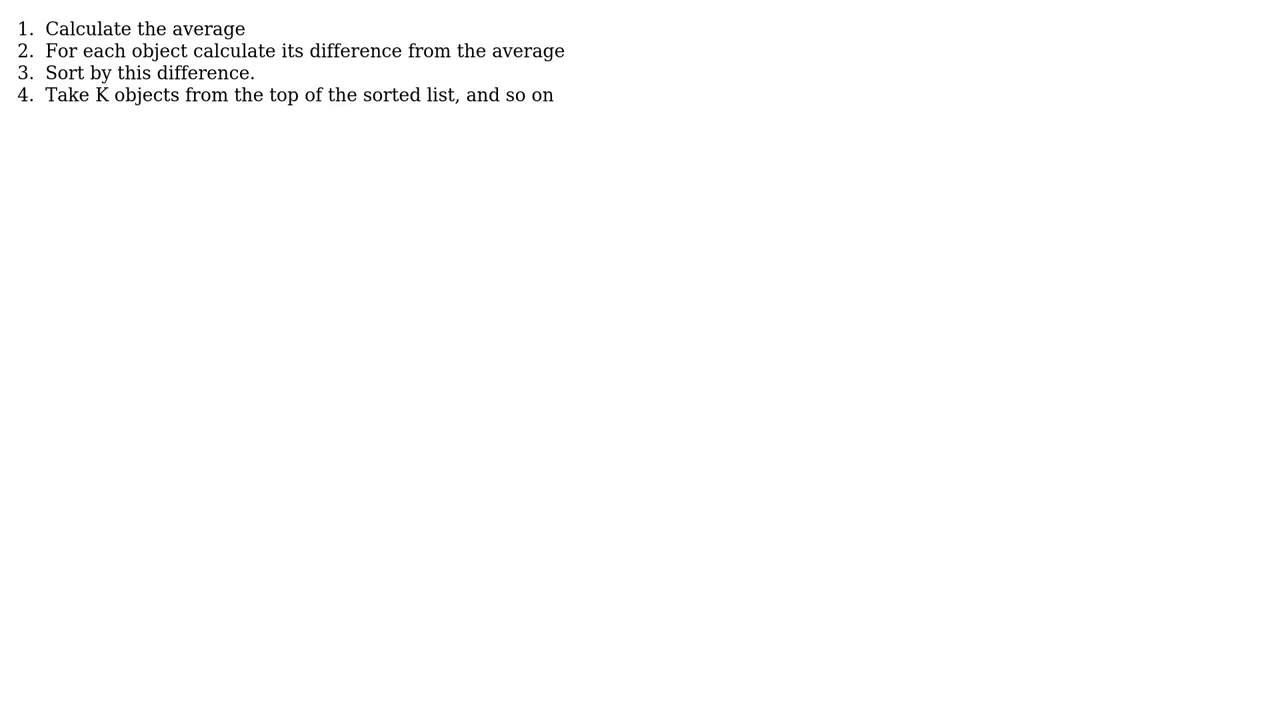 1. Calculate the average
2. For each object calculate its difference from the average
3. Sort by this difference.
4. Take K objects from the top of the sorted list, and so on